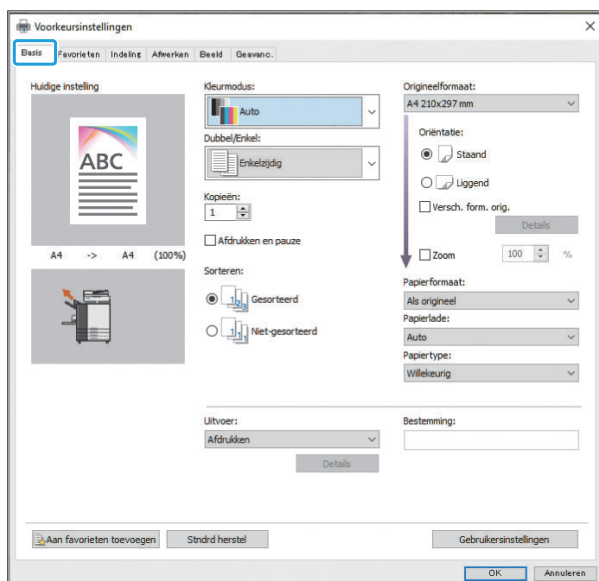 Voorkeursinstellingen
Basis Favorieten Indeling Afwerken Beeld Geavanc.
Huidige instelling
ABC
A4 -> A4 (100%)
Kleurmodus:
Auto
Dubbel/Enkel:
Enkelzijdig
Kopieën:
1
Afdrukken en pauze
Sorteren:
Gesorteerd
Niet-gesorteerd
Origineelformaat:
A4 210x297 mm
Oriëntatie:
Staand
Liggend
Versch. form. orig.
Details
Zoom 100 %
Papierformaat:
Als origineel
Papierlade:
Auto
Papiertype:
Willekeurig
Uitvoer:
Afdrukken
Details
Bestemming:
Aan favorieten toevoegen Stndrd herstel Gebruikersinstellingen
OK Annuleren